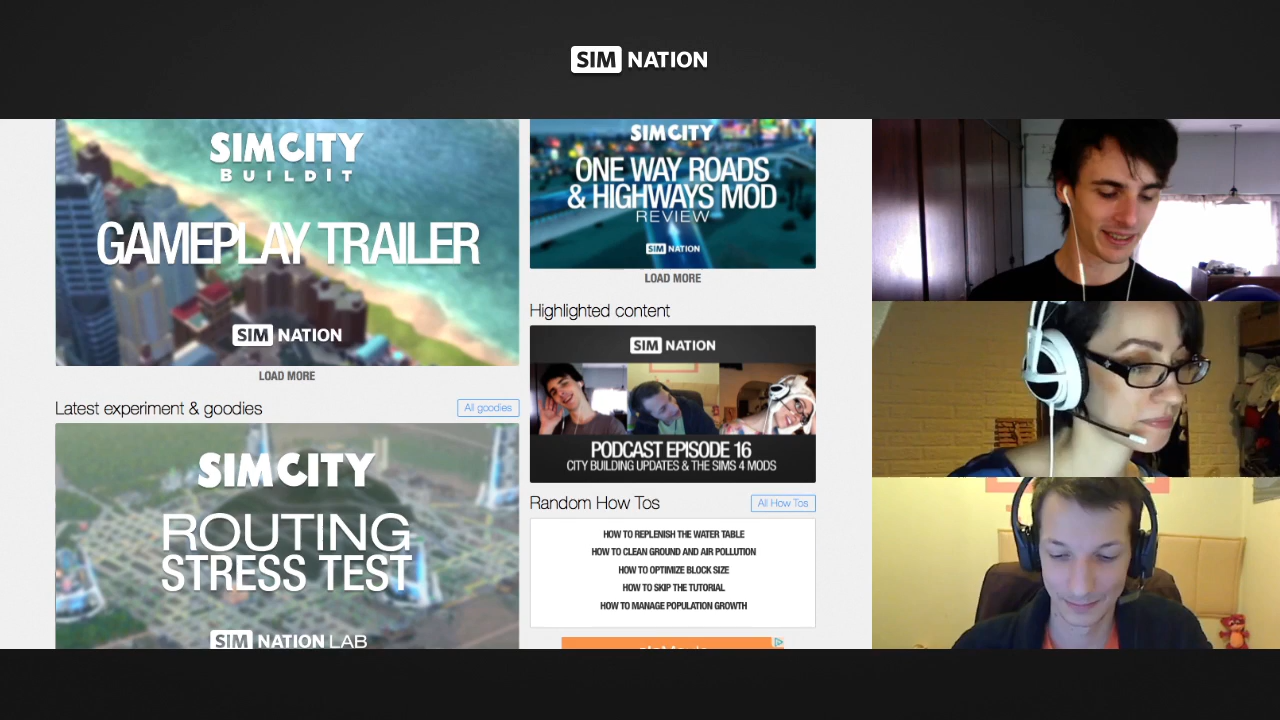 SIM NATION
SIMCITY
BUILDIT
GAMEPLAY TRAILER
SIM NATION
LOAD MORE
Latest experiment & goodies
All goodies
SIMCITY
ROUTING
STRESS TEST
SIM NATION LAB
SIMCITY
ONE WAY ROADS
& HIGHWAYS MOD
REVIEW
SIM NATION
LOAD MORE
Highlighted content
SIM NATION
PODCAST EPISODE 16
CITY BUILDING UPDATES & THE SIMS 4 MODS
Random How Tos
All How Tos
HOW TO REPLENISH THE WATER TABLE
HOW TO CLEAN GROUND AND AIR POLLUTION
HOW TO OPTIMIZE BLOCK SIZE
HOW TO SKIP THE TUTORIAL
HOW TO MANAGE POPULATION GROWTH